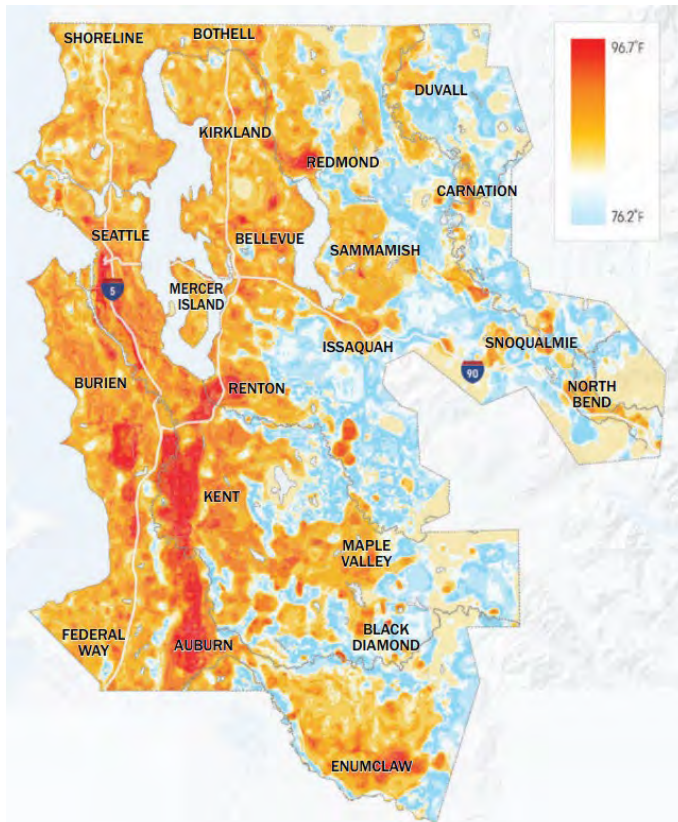 SHORELINE
BOTHELL
96.7°F
DUVALL
KIRKLAND
REDMOND
CARNATION
76.2°F
SEATTLE
BELLEVUE
SAMMAMISH
5
MERCER
ISLAND
ISSAQUAH
SNOQUALMIE
90
BURIEN
RENTON
NORTH
BEND
KENT
MAPLE
VALLEY
FEDERAL
WAY
AUBURN
BLACK
DIAMOND
ENUMCLAW